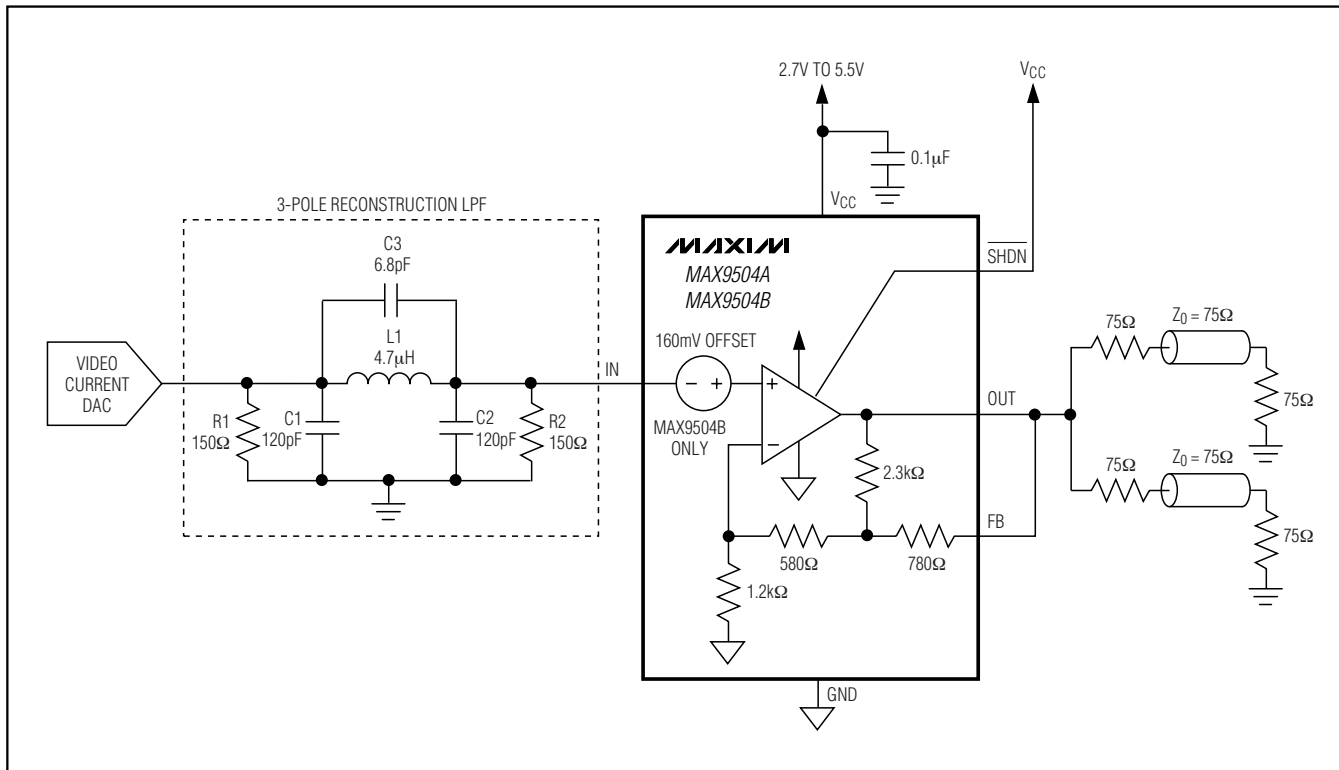 2.7V TO 5.5V
VCC
0.1µF
3-POLE RECONSTRUCTION LPF
VCC
MAXIM
SHDN
C3
6.8pF
MAX9504A
MAX9504B
L1
4.7µH
160mV OFFSET
75Ω
Z0 = 75Ω
VIDEO
CURRENT
DAC
IN
- +
+
OUT
75Ω
R1
150Ω
C1
120pF
C2
120pF
R2
150Ω
MAX9504B
ONLY
-
2.3kΩ
75Ω
Z0 = 75Ω
FB
580Ω
780Ω
75Ω
1.2kΩ
GND